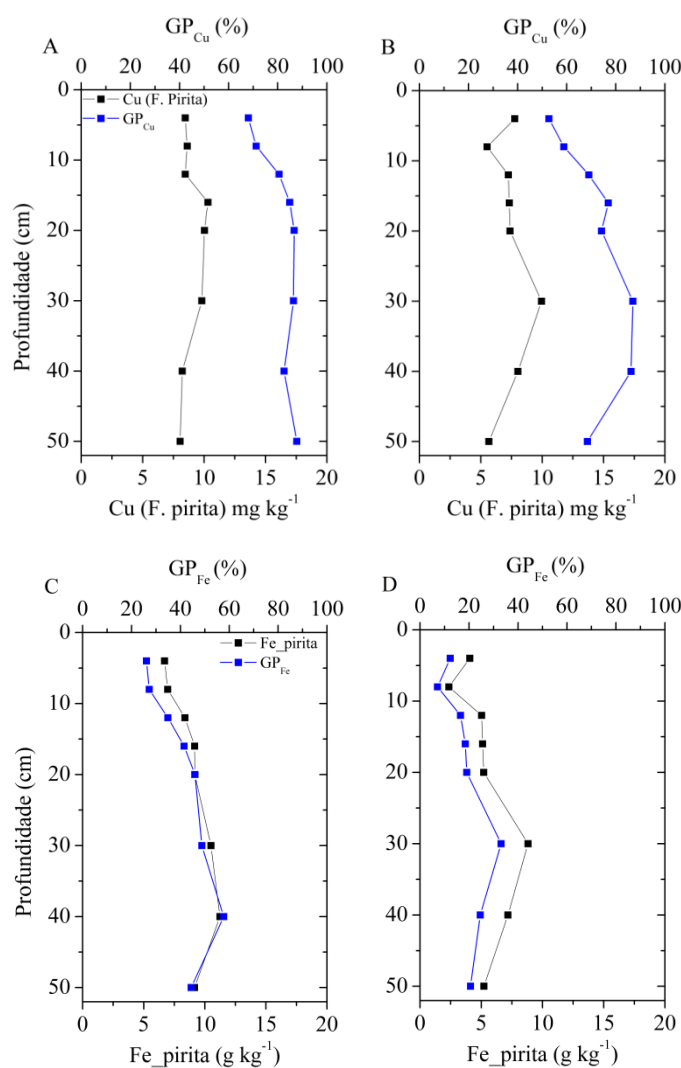 GP_Cu (%)
A
0 20 40 60 80 100
0
10
20
30
40
50
Profundidade (cm)
Cu (F. Pirita)
GP_Cu
0 5 10 15 20
Cu (F. pirita) mg kg⁻¹
GP_Cu (%)
B
0 20 40 60 80 100
0
10
20
30
40
50
0 5 10 15 20
Cu (F. pirita) mg kg⁻¹
GP_Fe (%)
C
0 20 40 60 80 100
0
10
20
30
40
50
Profundidade (cm)
Fe_pirita
GP_Fe
0 5 10 15 20
Fe_pirita (g kg⁻¹)
GP_Fe (%)
D
0 20 40 60 80 100
0
10
20
30
40
50
0 5 10 15 20
Fe_pirita (g kg⁻¹)